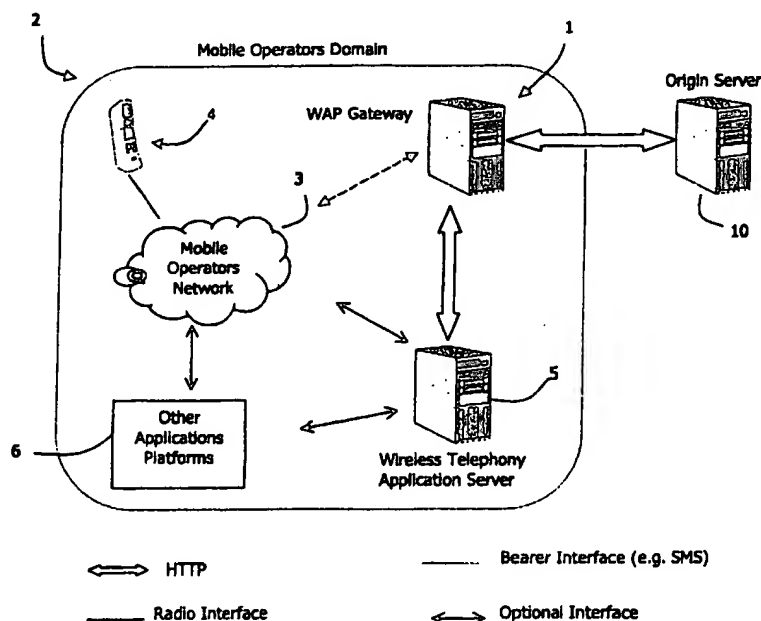 2
Mobile Operators Domain
1
Origin Server
WAP Gateway
4
3
10
Mobile
Operators
Network
5
6
Other
Applications
Platforms
Wireless Telephony
Application Server
HTTP
Bearer Interface (e.g. SMS)
Radio Interface
Optional Interface